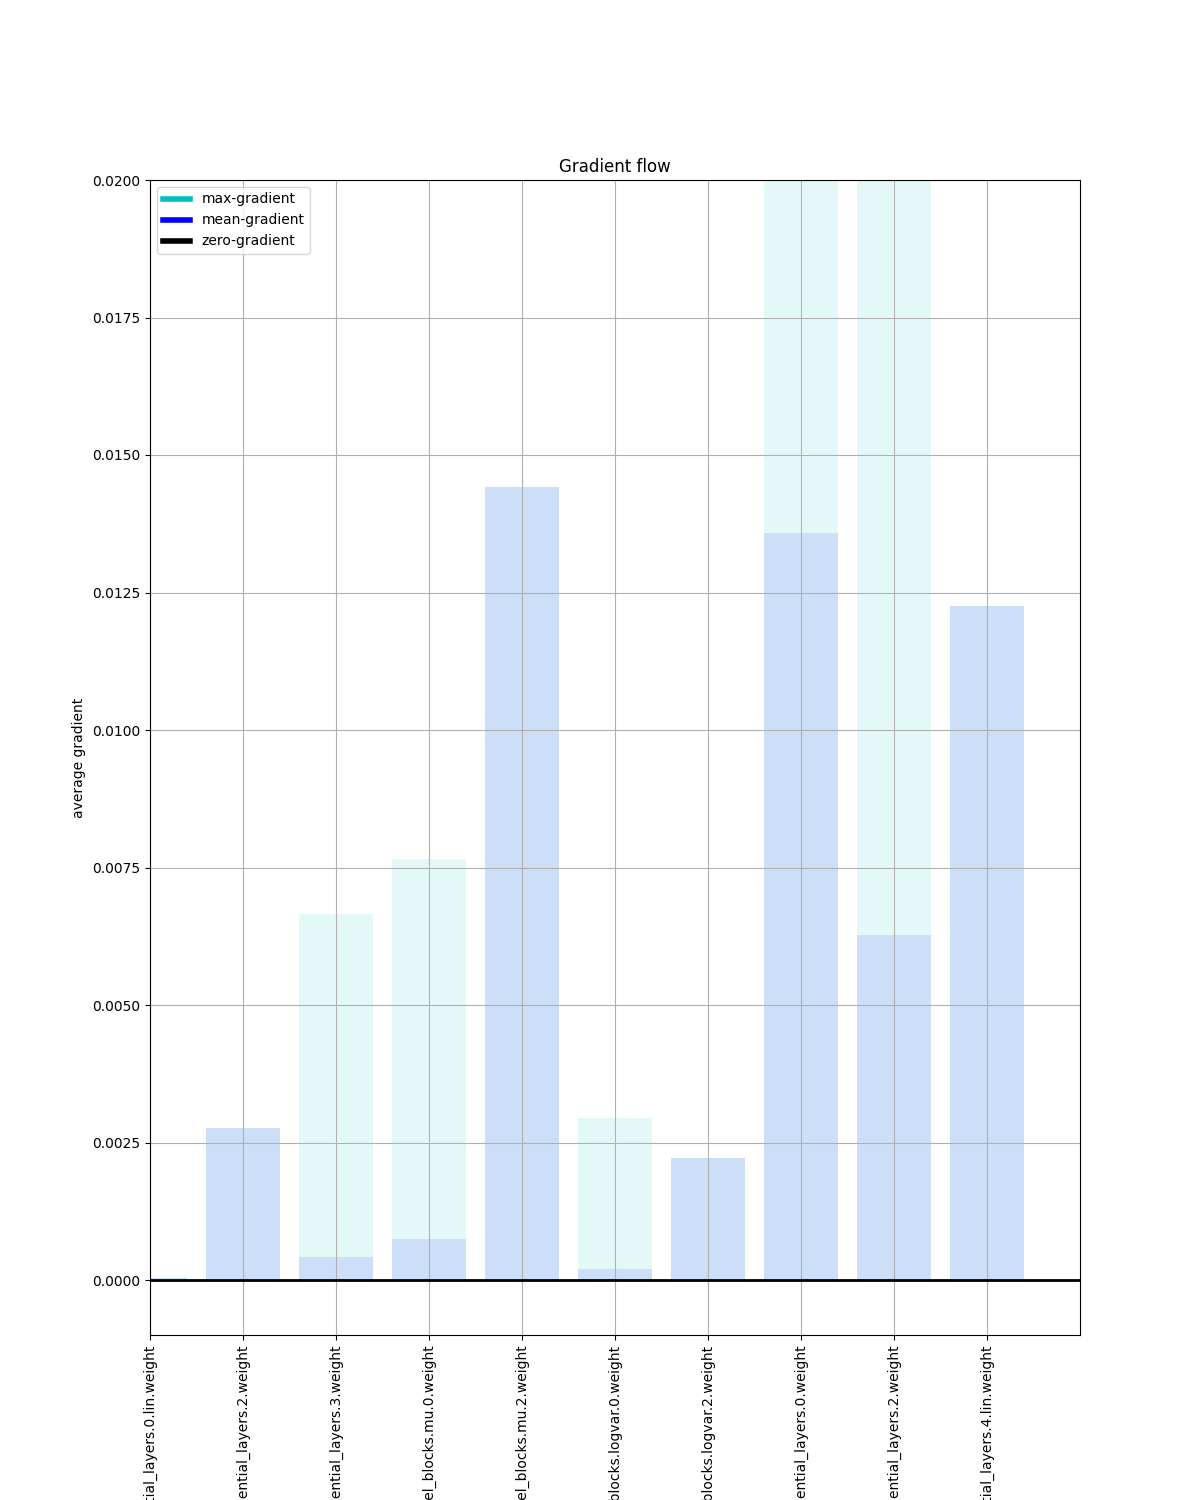 Gradient flow
max-gradient
mean-gradient
zero-gradient
average gradient
0.0200
0.0175
0.0150
0.0125
0.0100
0.0075
0.0050
0.0025
0.0000
tial_layers.0.lin.weight
ential_layers.2.weight
ential_layers.3.weight
el_blocks.mu.0.weight
el_blocks.mu.2.weight
blocks.logvar.0.weight
blocks.logvar.2.weight
ential_layers.0.weight
ential_layers.2.weight
tial_layers.4.lin.weight